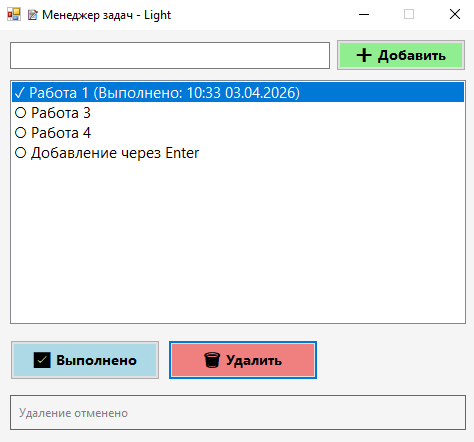 Менеджер задач - Light
Добавить
✓ Работа 1 (Выполнено: 10:33 03.04.2026)
○ Работа 3
○ Работа 4
○ Добавление через Enter
Выполнено
Удалить
Удаление отменено